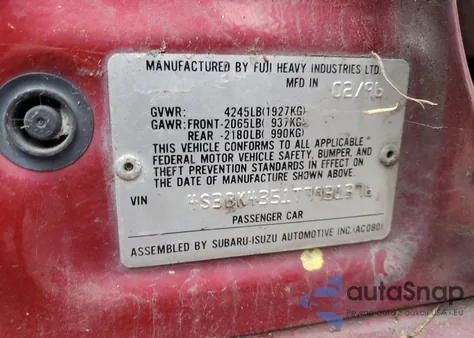 MANUFACTURED BY FUJI HEAVY INDUSTRIES LTD.
MFD IN 02/96
GVWR: 4245LB(1927KG)
GAWR:FRONT-2065LB( 937KG)
REAR -2180LB( 990KG)
THIS VEHICLE CONFORMS TO ALL APPLICABLE
FEDERAL MOTOR VEHICLE SAFETY, BUMPER, AND
THEFT PREVENTION STANDARDS IN EFFECT ON
THE DATE OF MANUFACTURE SHOWN ABOVE.
VIN
PASSENGER CAR
ASSEMBLED BY SUBARU-ISUZU AUTOMOTIVE INC.(AC080)
autoSnap